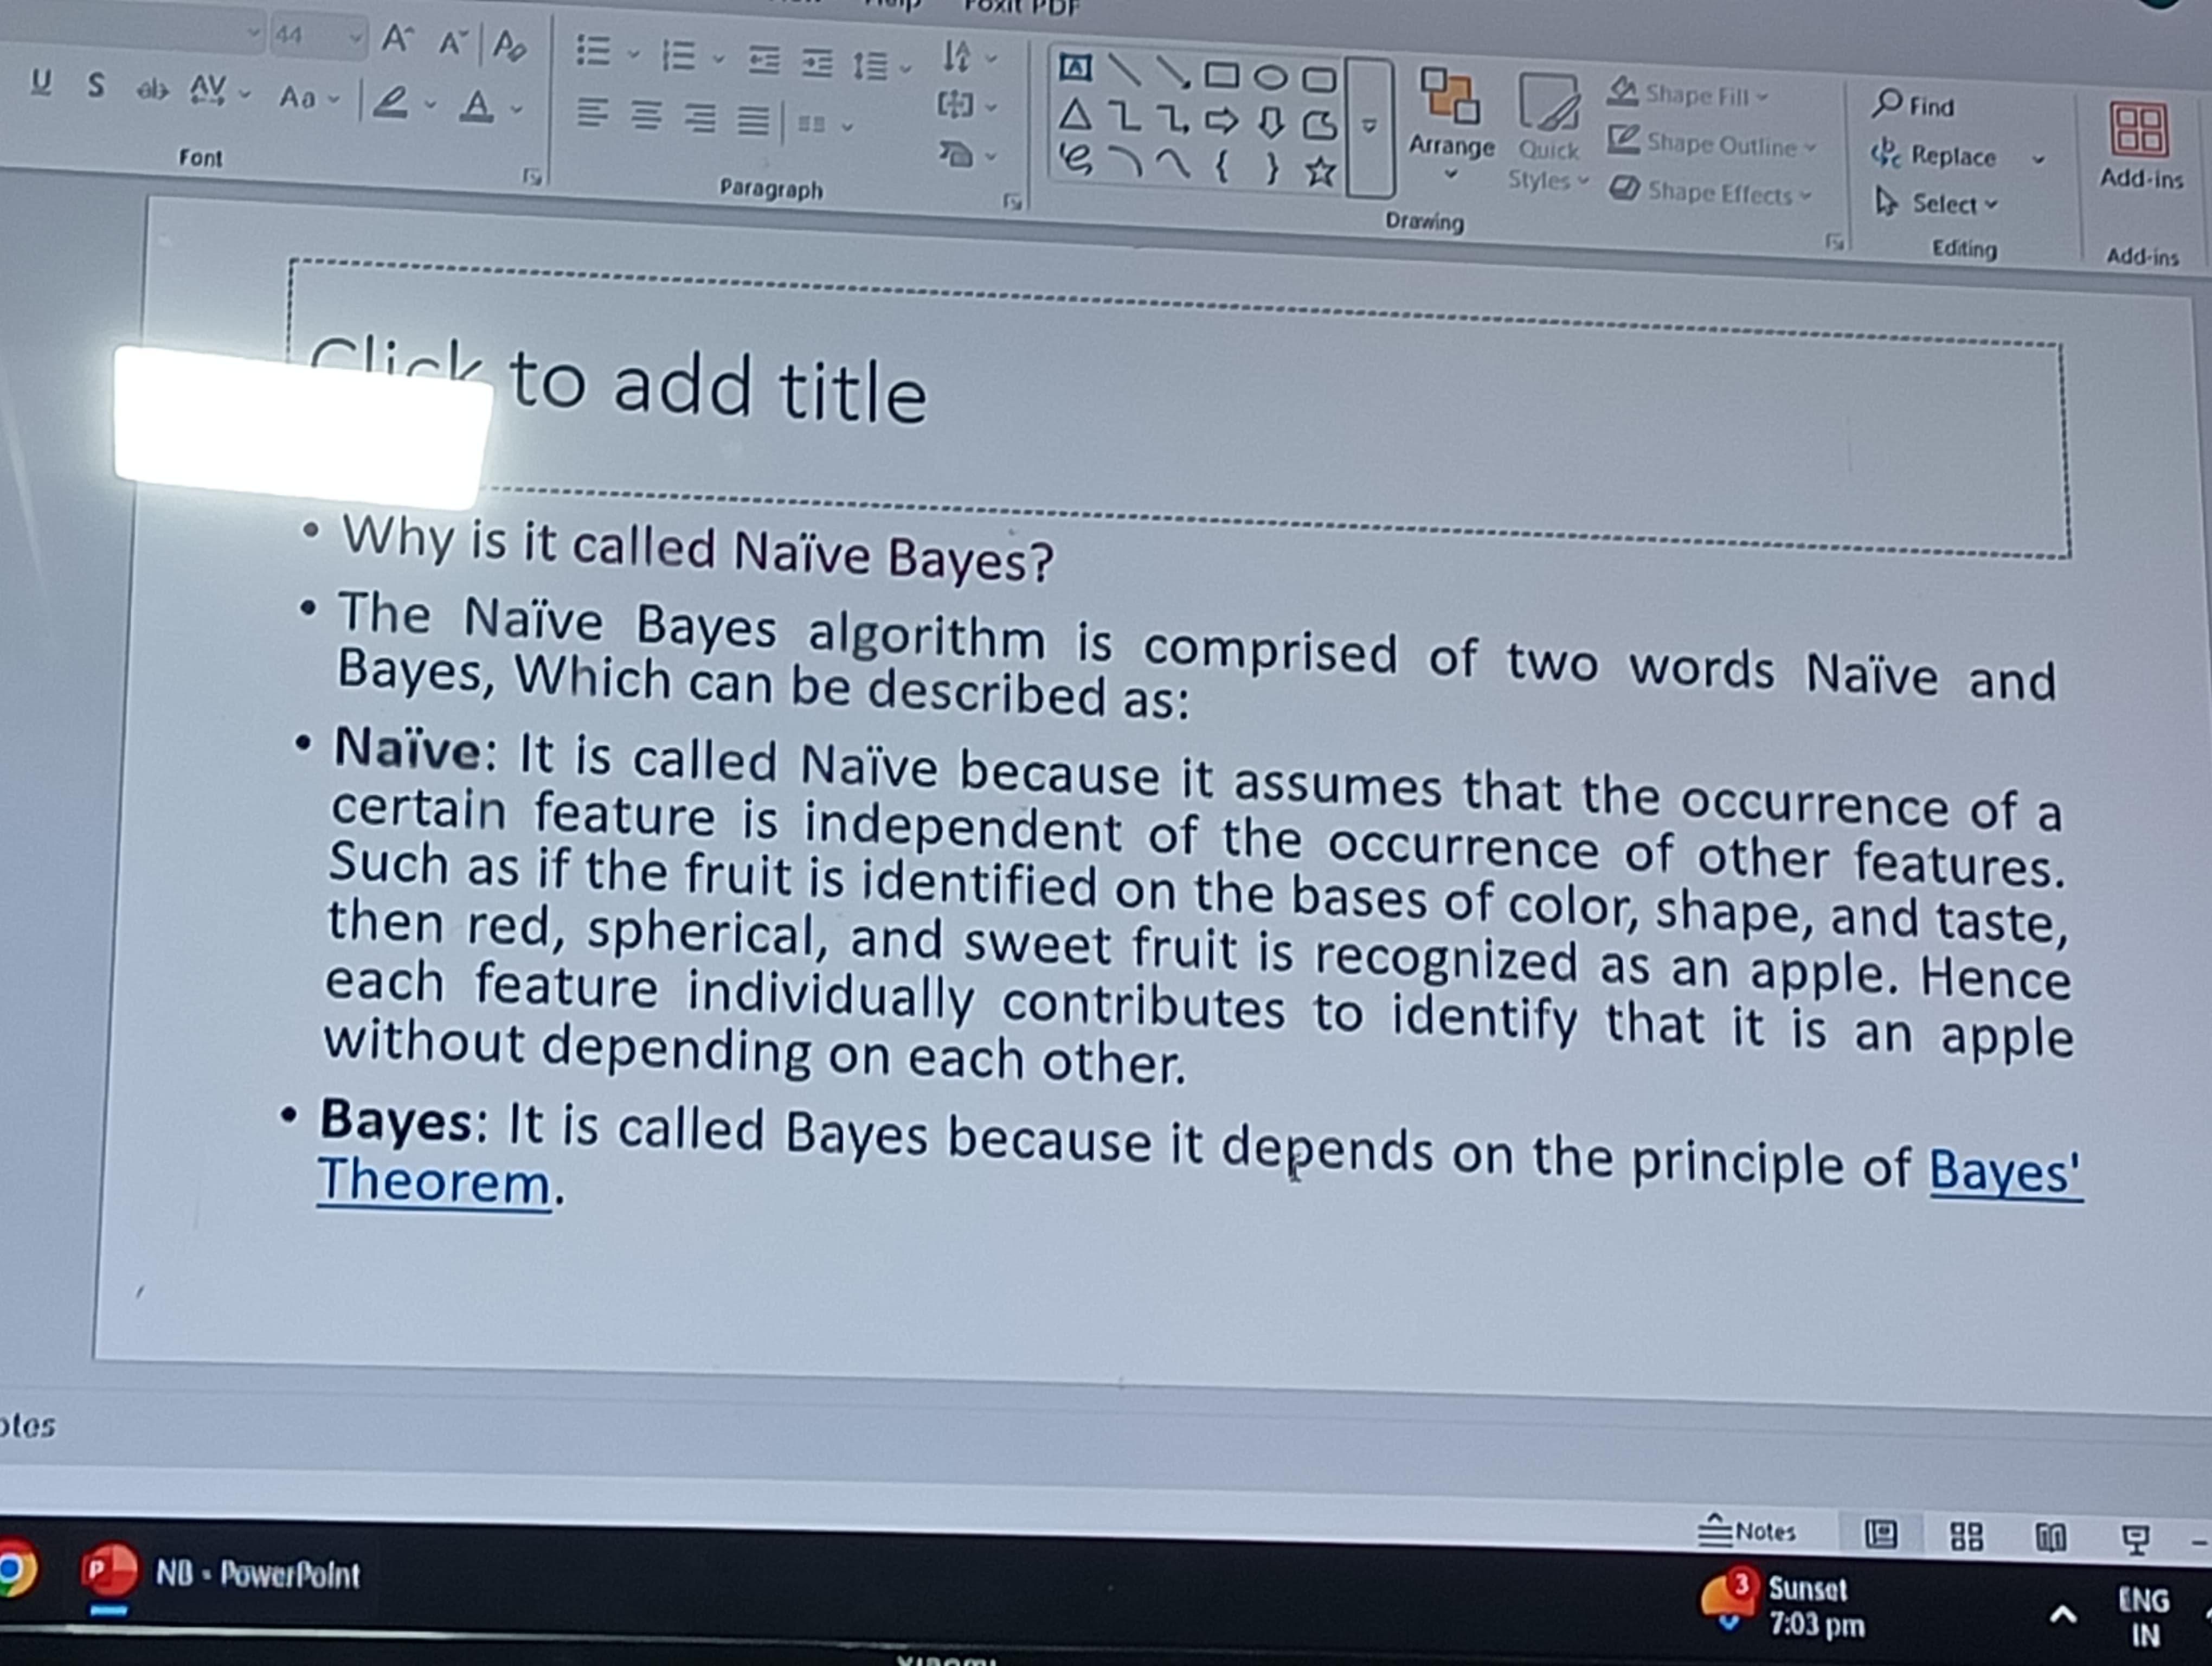 Foxit PDF
44
Font
Paragraph
Arrange
Quick
Styles
Drawing
Shape Fill
Shape Outline
Shape Effects
Find
Replace
Select
Editing
Add-ins
Add-ins
Click to add title
• Why is it called Naïve Bayes?
• The Naïve Bayes algorithm is comprised of two words Naïve and
Bayes, Which can be described as:
• Naïve: It is called Naïve because it assumes that the occurrence of a
certain feature is independent of the occurrence of other features.
Such as if the fruit is identified on the bases of color, shape, and taste,
then red, spherical, and sweet fruit is recognized as an apple. Hence
each feature individually contributes to identify that it is an apple
without depending on each other.
• Bayes: It is called Bayes because it depends on the principle of Bayes'
Theorem.
Notes
NB - PowerPoint
3
Sunset
7:03 pm
ENG
IN